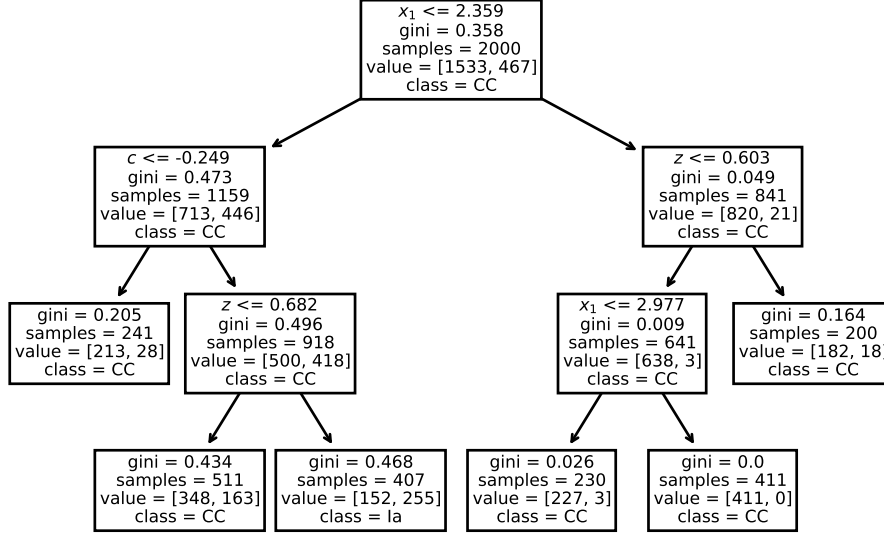 x₁ <= 2.359
gini = 0.358
samples = 2000
value = [1533, 467]
class = CC
c <= -0.249
gini = 0.473
samples = 1159
value = [713, 446]
class = CC
z <= 0.603
gini = 0.049
samples = 841
value = [820, 21]
class = CC
gini = 0.205
samples = 241
value = [213, 28]
class = CC
z <= 0.682
gini = 0.496
samples = 918
value = [500, 418]
class = CC
x₁ <= 2.977
gini = 0.009
samples = 641
value = [638, 3]
class = CC
gini = 0.164
samples = 200
value = [182, 18]
class = CC
gini = 0.434
samples = 511
value = [348, 163]
class = CC
gini = 0.468
samples = 407
value = [152, 255]
class = Ia
gini = 0.026
samples = 230
value = [227, 3]
class = CC
gini = 0.0
samples = 411
value = [411, 0]
class = CC